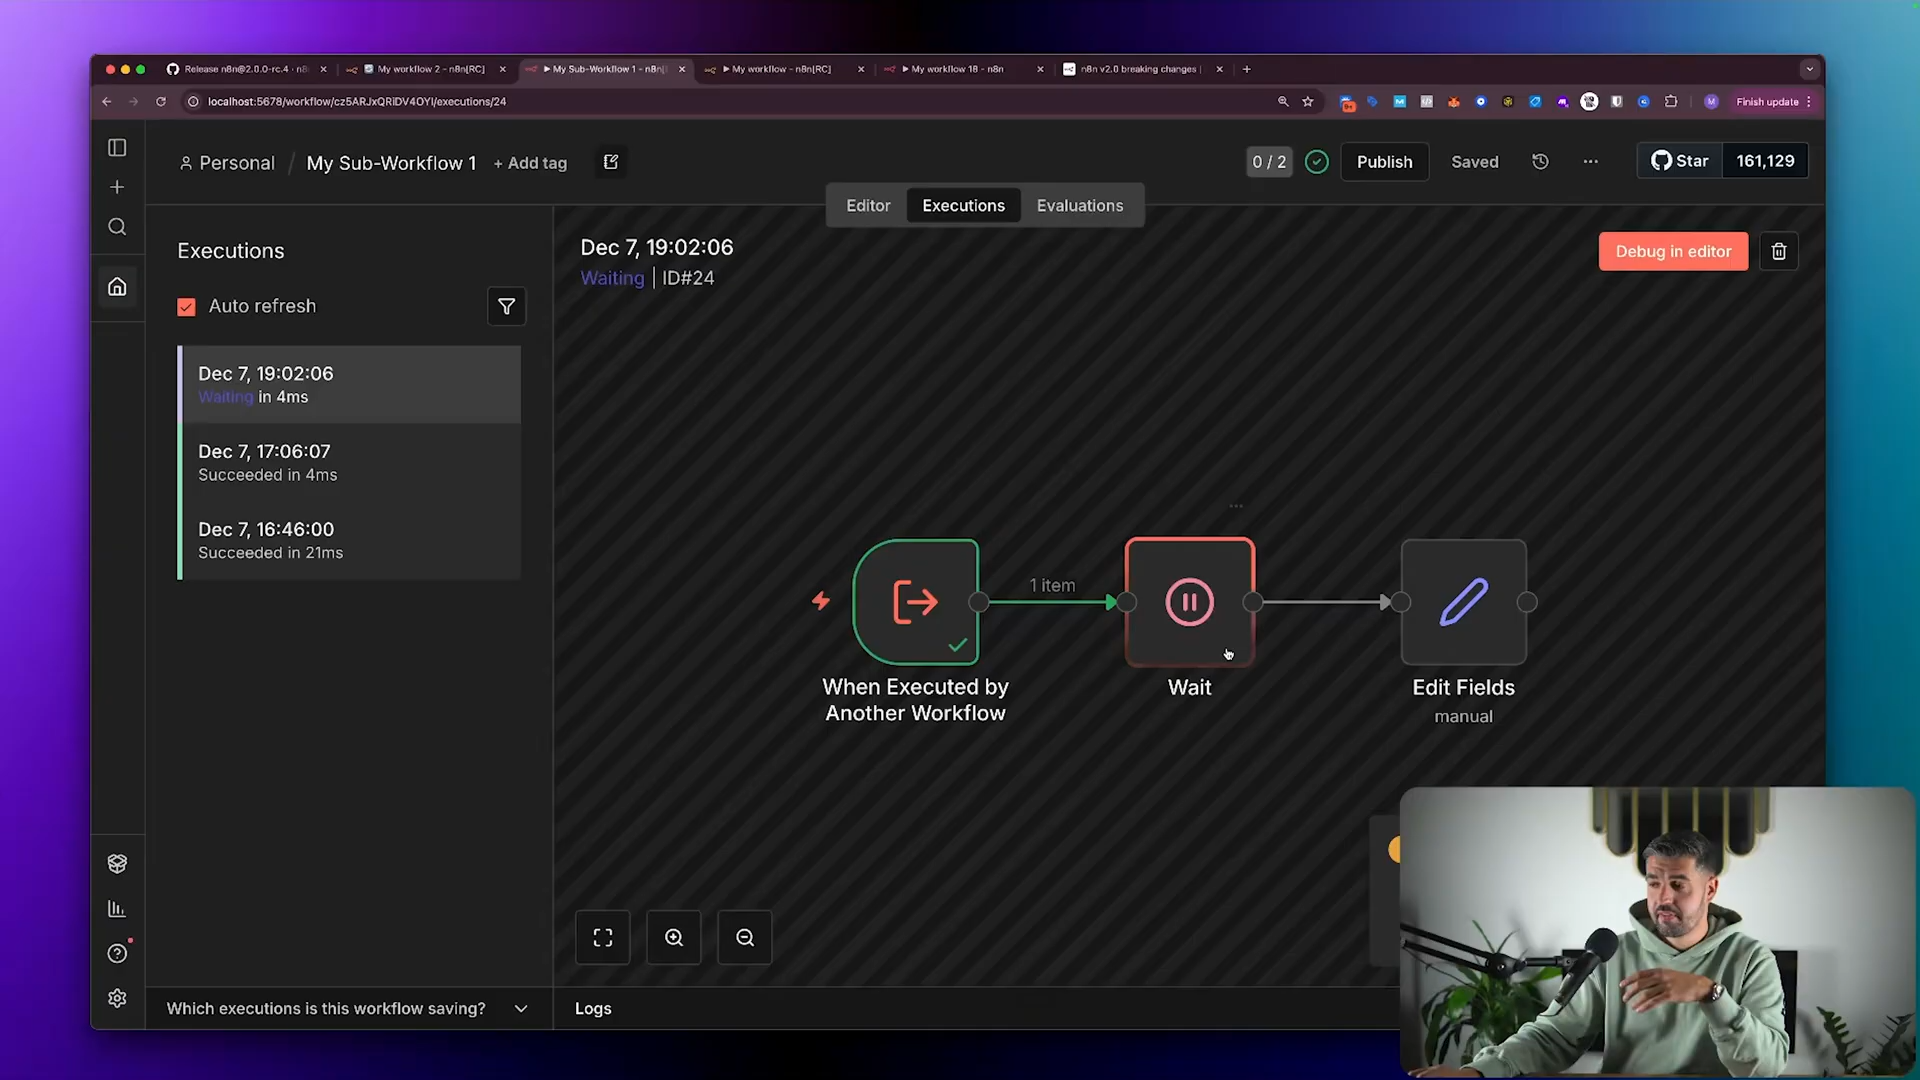 Release n8n@2.0.0-rc.4 · n8
My workflow 2 - n8n[RC]
My Sub-Workflow 1 - n8n[
My workflow - n8n[RC]
My workflow 18 - n8n
n8n v2.0 breaking changes |
localhost:5678/workflow/cz5ARJxQRiDV4OYI/executions/24
Finish update
Personal / My Sub-Workflow 1 + Add tag
0 / 2
Publish
Saved
Star
161,129
Editor
Executions
Evaluations
Executions
Auto refresh
Dec 7, 19:02:06
Waiting in 4ms
Dec 7, 17:06:07
Succeeded in 4ms
Dec 7, 16:46:00
Succeeded in 21ms
Dec 7, 19:02:06
Waiting | ID#24
Debug in editor
1 item
When Executed by
Another Workflow
Wait
Edit Fields
manual
Which executions is this workflow saving?
Logs